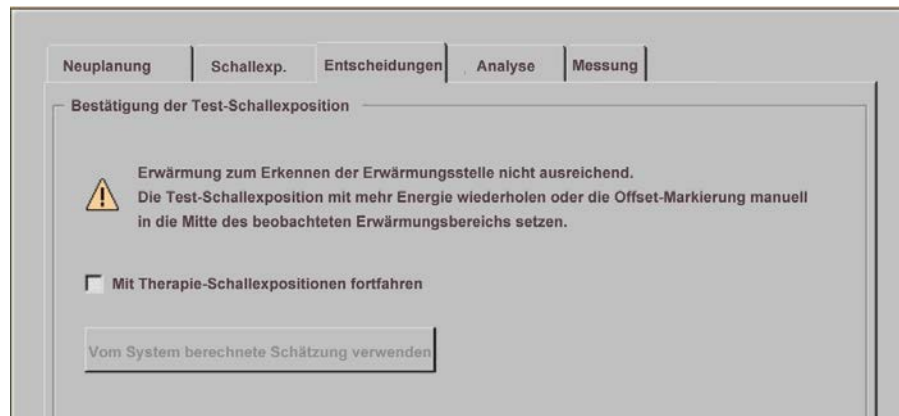 Neuplanung Schallexp. Entscheidungen Analyse Messung
Bestätigung der Test-Schallexposition
Erwärmung zum Erkennen der Erwärmungsstelle nicht ausreichend.
Die Test-Schallexposition mit mehr Energie wiederholen oder die Offset-Markierung manuell
in die Mitte des beobachteten Erwärmungsbereichs setzen.
Mit Therapie-Schallexpositionen fortfahren
Vom System berechnete Schätzung verwenden